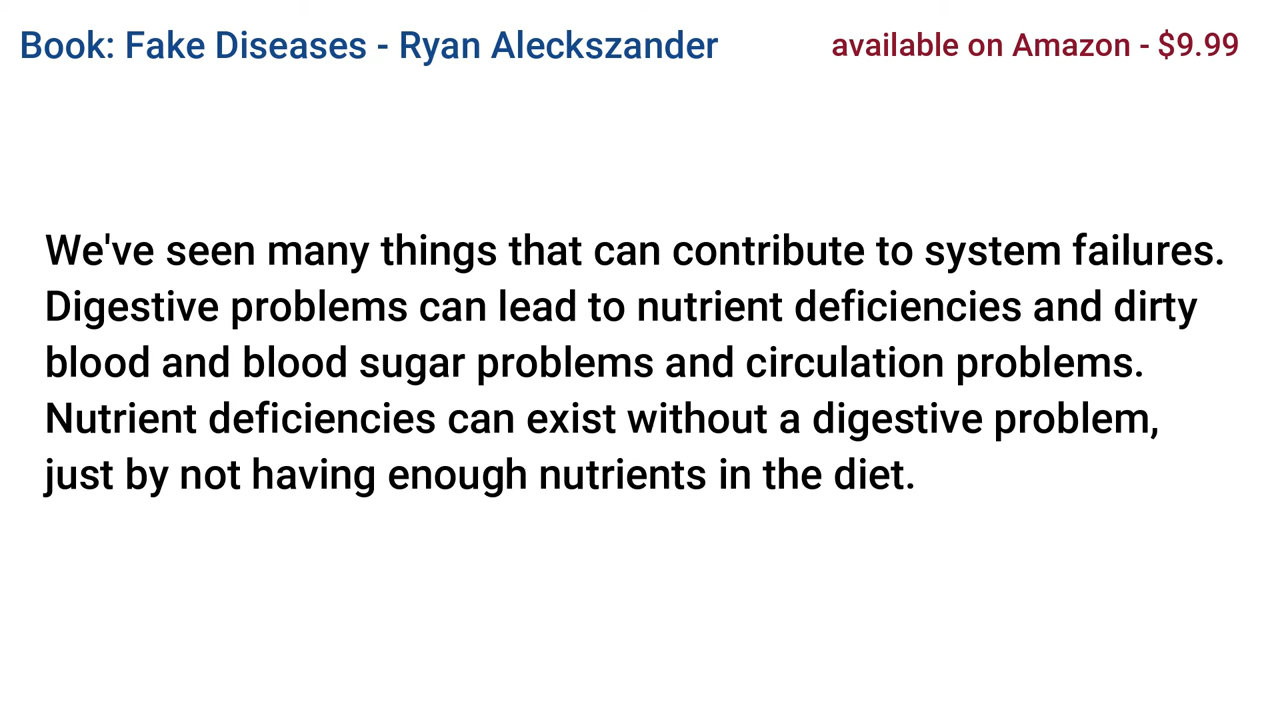 Book: Fake Diseases - Ryan Aleckszander
available on Amazon - $9.99
We've seen many things that can contribute to system failures.
Digestive problems can lead to nutrient deficiencies and dirty
blood and blood sugar problems and circulation problems.
Nutrient deficiencies can exist without a digestive problem,
just by not having enough nutrients in the diet.